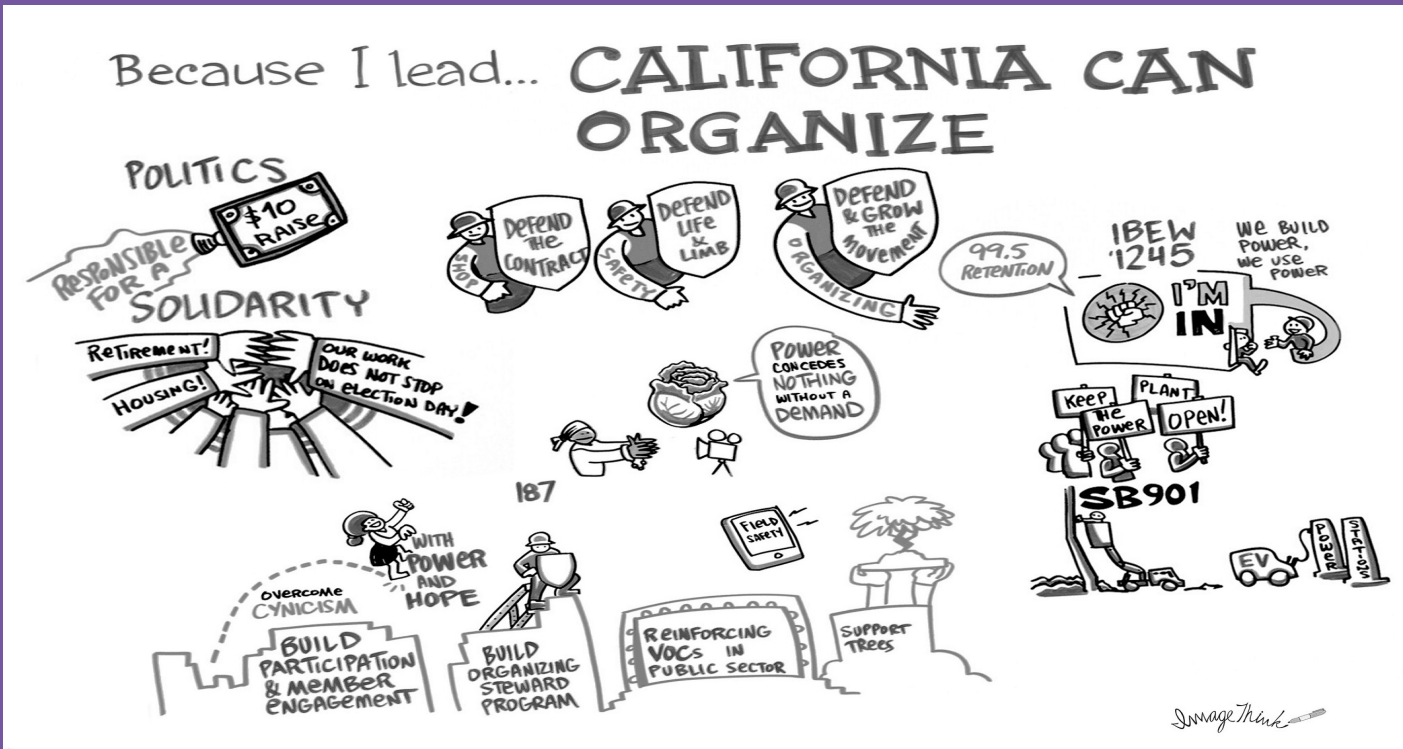 Because I lead... CALIFORNIA CAN
ORGANIZE
POLITICS
$10
RAISE
RESPONSIBLE
FOR A
SOLIDARITY
RETIREMENT!
HOUSING!
OUR WORK
DOES NOT STOP
ON ELECTION DAY!
SHOP
DEFEND
THE
CONTRACT
SAFETY
DEFEND
LIFE
&
LIMB
ORGANIZING
DEFEND
& GROW
THE
MOVEMENT
99.5
RETENTION
IBEW
1245
WE BUILD
POWER,
WE USE
POWER
I'M
IN
POWER
CONCEDES
NOTHING
WITHOUT A
DEMAND
KEEP
THE
POWER
PLANT
OPEN!
SB901
EV
POWER
STATIONS
187
WITH
POWER
AND
HOPE
OVERCOME
CYNICISM
BUILD
PARTICIPATION
& MEMBER
ENGAGEMENT
BUILD
ORGANIZING
STEWARD
PROGRAM
FIELD
SAFETY
REINFORCING
VOCs IN
PUBLIC SECTOR
SUPPORT
TREES
ImageThink